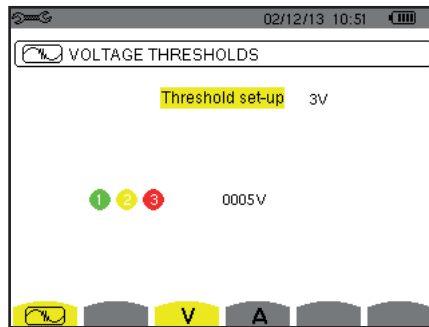 02/12/13 10:51
VOLTAGE THRESHOLDS
Threshold set-up 3V
1 2 3 0005V
V A